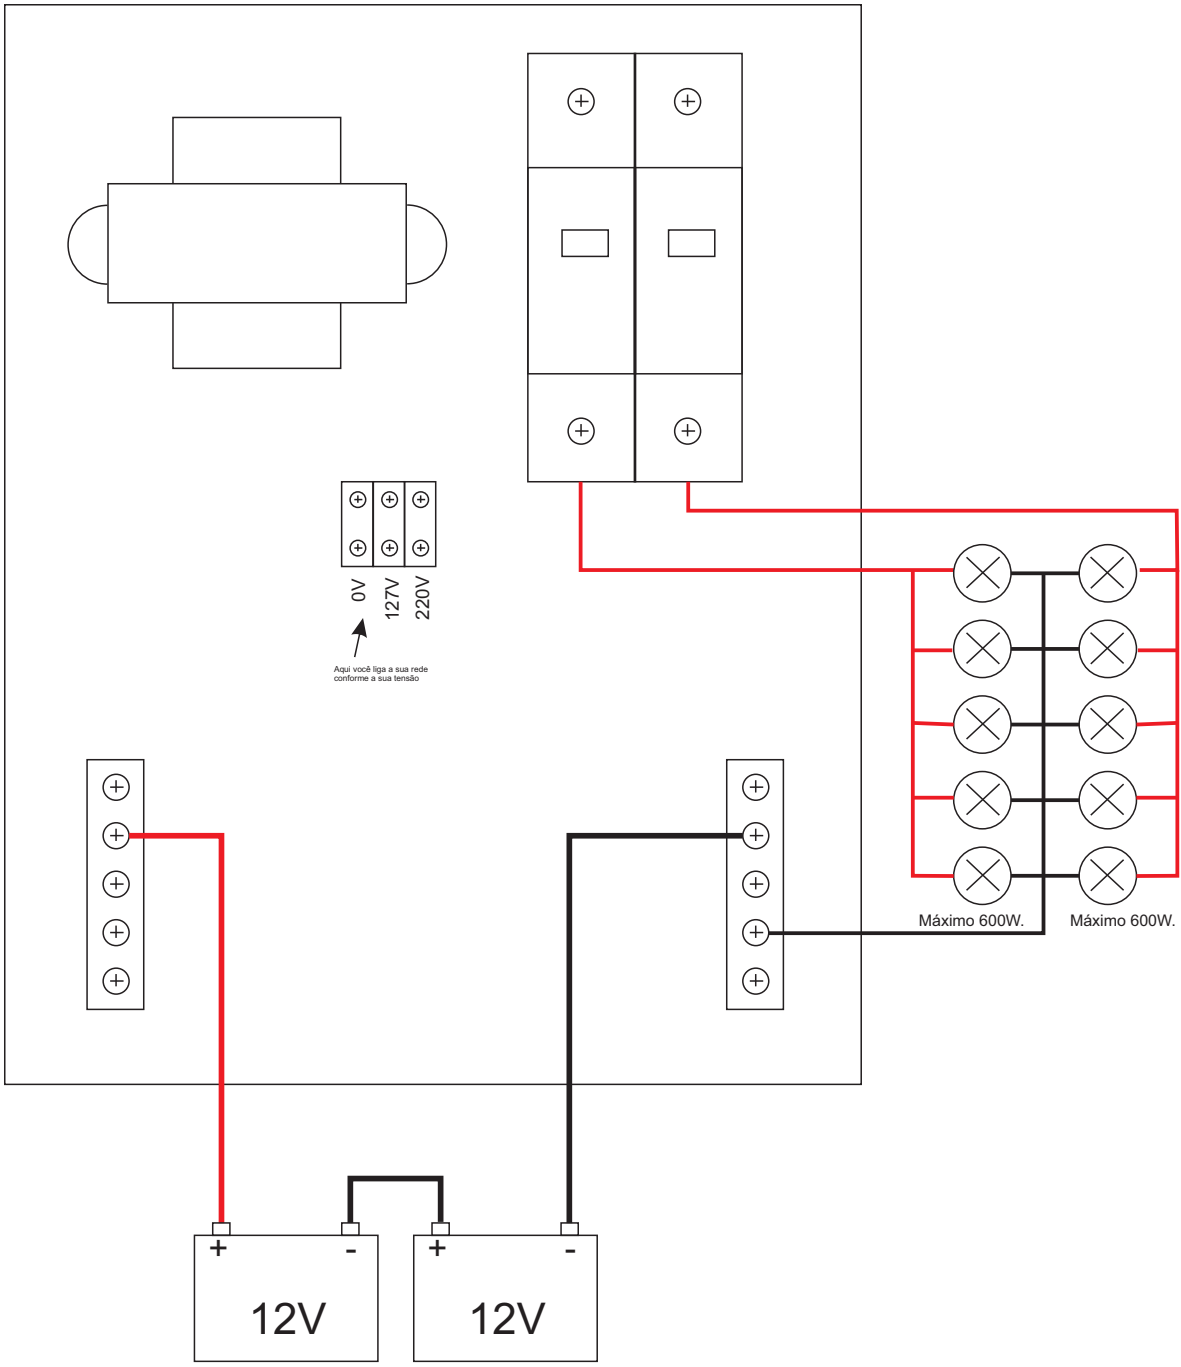 0V
127V
220V
Aqui você liga a sua rede
conforme a sua tensão
Máximo 600W.
Máximo 600W.
+ -
+ -
12V
12V